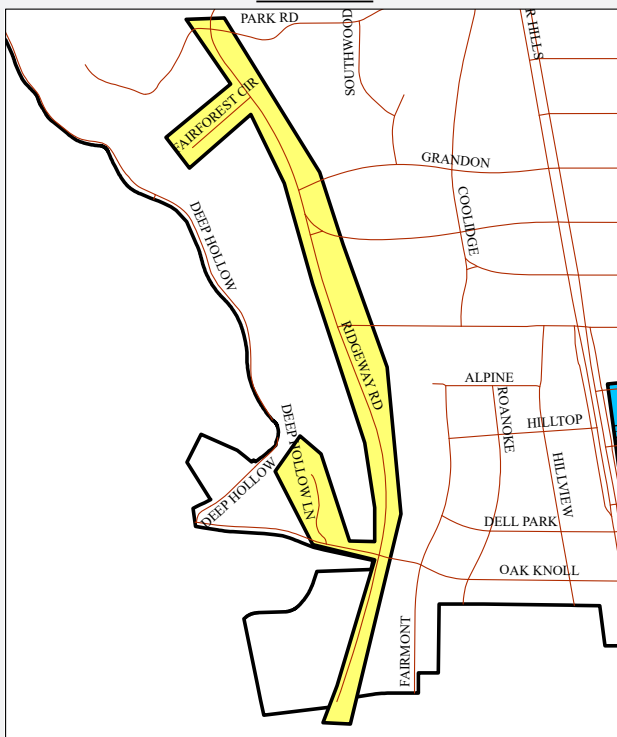 PARK RD
SOUTHWOOD
R HILLS
FAIRFOREST CIR
GRANDON
COOLIDGE
DEEP HOLLOW
RIDGEWAY RD
ALPINE
ROANOKE
HILLTOP
DEEP HOLLOW LN
HILLVIEW
DEEP HOLLOW
DELL PARK
OAK KNOLL
FAIRMONT